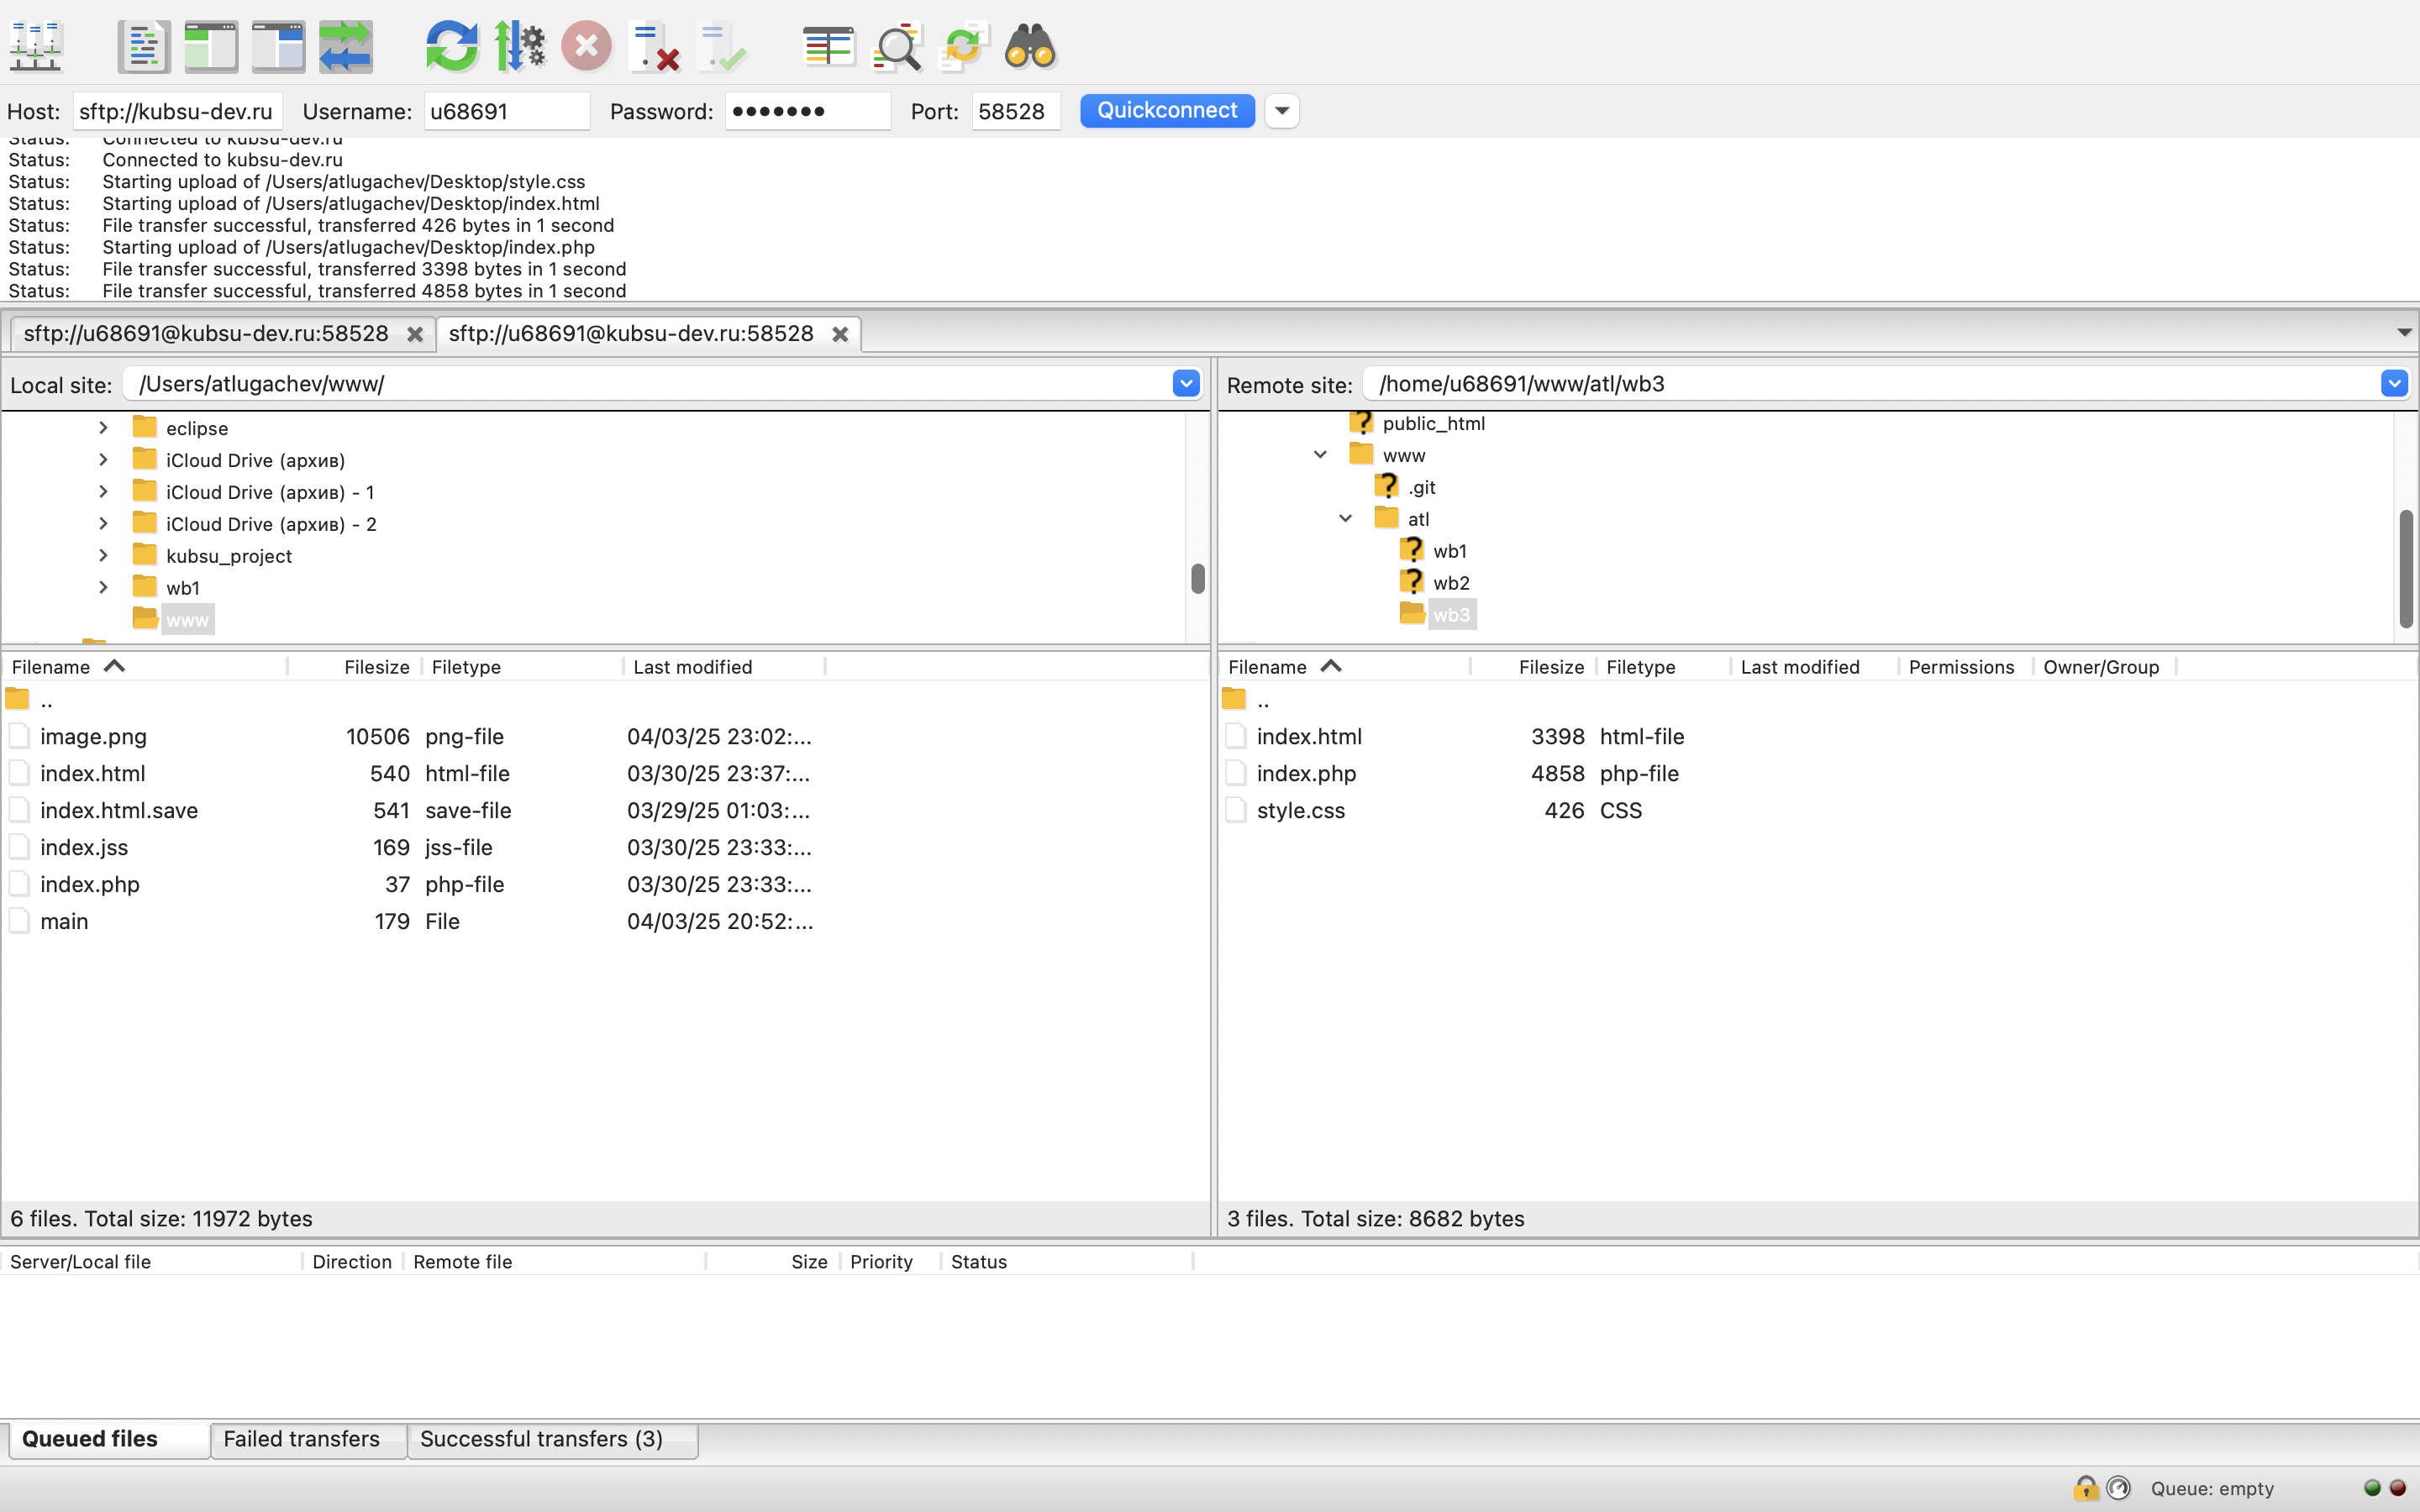 Host: sftp://kubsu-dev.ru Username: u68691 Password: ••••••• Port: 58528 Quickconnect
Status: Connected to kubsu-dev.ru
Status: Connected to kubsu-dev.ru
Status: Starting upload of /Users/atlugachev/Desktop/style.css
Status: Starting upload of /Users/atlugachev/Desktop/index.html
Status: File transfer successful, transferred 426 bytes in 1 second
Status: Starting upload of /Users/atlugachev/Desktop/index.php
Status: File transfer successful, transferred 3398 bytes in 1 second
Status: File transfer successful, transferred 4858 bytes in 1 second
sftp://u68691@kubsu-dev.ru:58528 sftp://u68691@kubsu-dev.ru:58528
Local site: /Users/atlugachev/www/
eclipse
iCloud Drive (архив)
iCloud Drive (архив) - 1
iCloud Drive (архив) - 2
kubsu_project
wb1
www
Filename Filesize Filetype Last modified
..
image.png 10506 png-file 04/03/25 23:02:...
index.html 540 html-file 03/30/25 23:37:...
index.html.save 541 save-file 03/29/25 01:03:...
index.jss 169 jss-file 03/30/25 23:33:...
index.php 37 php-file 03/30/25 23:33:...
main 179 File 04/03/25 20:52:...
6 files. Total size: 11972 bytes
Remote site: /home/u68691/www/atl/wb3
public_html
www
.git
atl
wb1
wb2
wb3
Filename Filesize Filetype Last modified Permissions Owner/Group
..
index.html 3398 html-file
index.php 4858 php-file
style.css 426 CSS
3 files. Total size: 8682 bytes
Server/Local file Direction Remote file Size Priority Status
Queued files Failed transfers Successful transfers (3)
Queue: empty